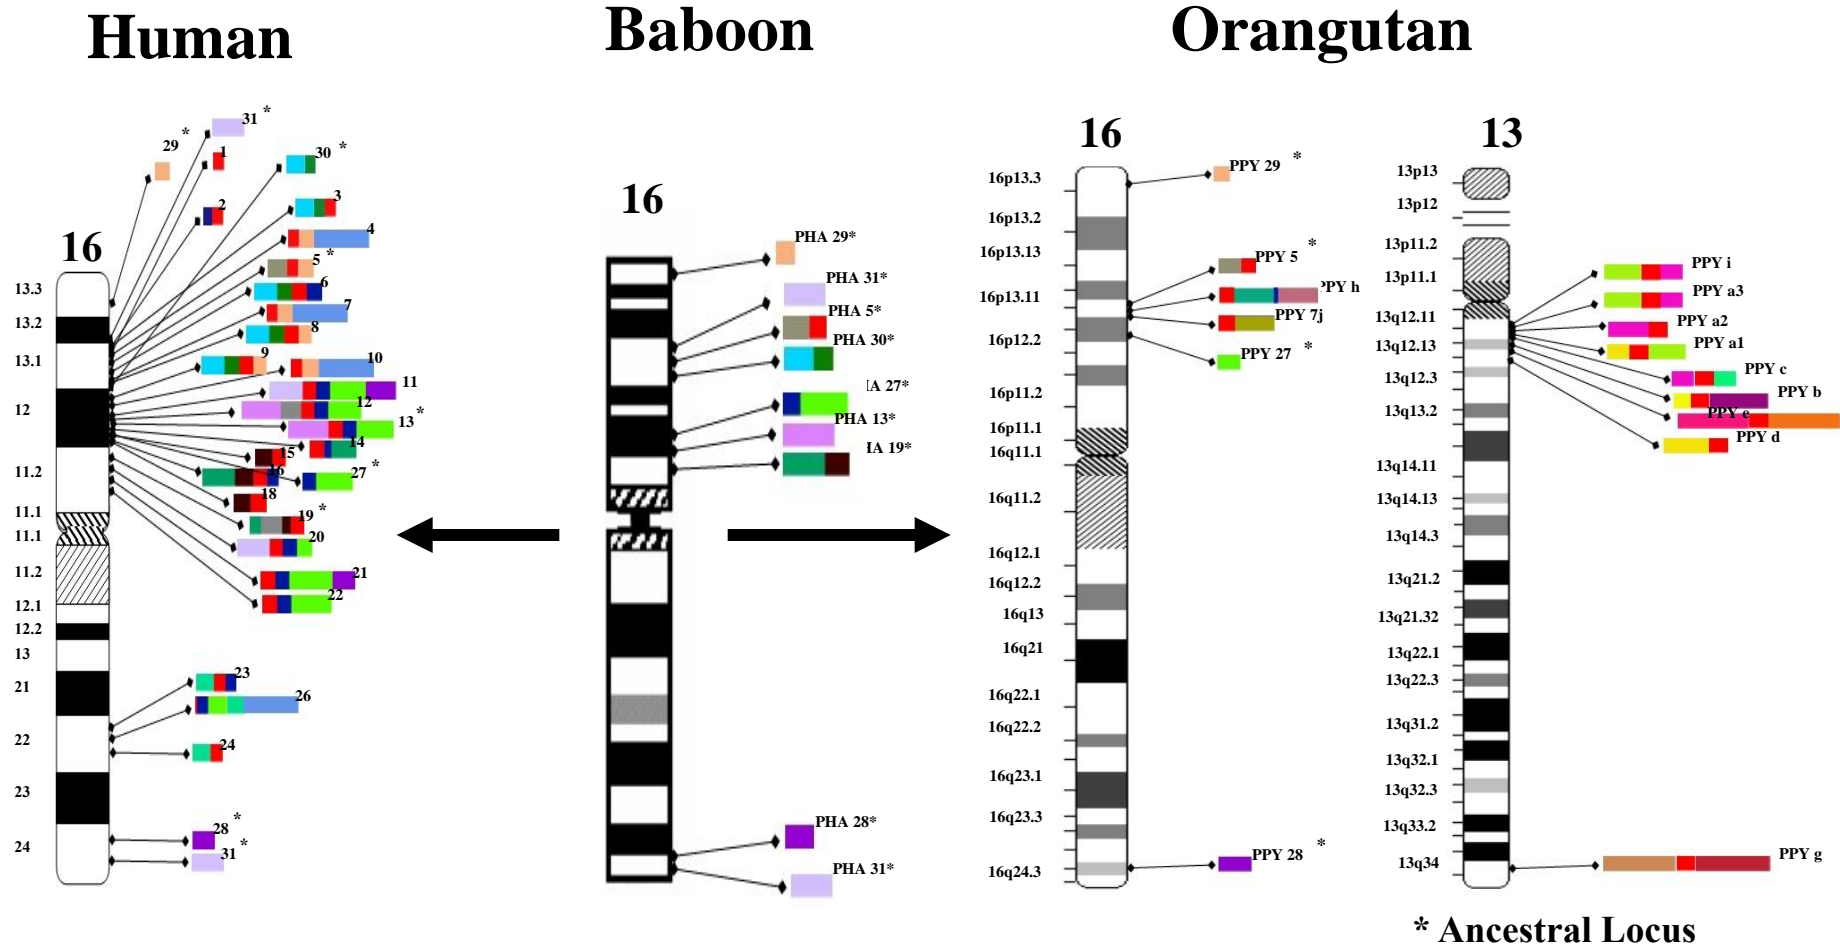 Human
Baboon
Orangutan
16
13.3
13.2
13.1
12
11.2
11.1
11.1
11.2
12.1
12.2
13
21
22
23
24
31 *
29 *
1
30 *
2
3
4
5 *
6
7
8
9
10
11
12
13 *
14
15
16
27 *
18
19 *
20
21
22
23
26
24
28 *
31 *
16
PHA 29*
PHA 31*
PHA 5*
PHA 30*
A 27*
PHA 13*
A 19*
PHA 28*
PHA 31*
16
16p13.3
16p13.2
16p13.13
16p13.11
16p12.2
16p11.2
16p11.1
16q11.1
16q11.2
16q12.1
16q12.2
16q13
16q21
16q22.1
16q22.2
16q23.1
16q23.3
16q24.3
PPY 29 *
PPY 5 *
PPY h
PPY 7j
PPY 27 *
PPY 28 *
13
13p13
13p12
13p11.2
13p11.1
13q12.11
13q12.13
13q12.3
13q13.2
13q14.11
13q14.13
13q14.3
13q21.2
13q21.32
13q22.1
13q22.3
13q31.2
13q32.1
13q32.3
13q33.2
13q34
PPY i
PPY a3
PPY a2
PPY a1
PPY c
PPY b
PPY e
PPY d
PPY g
* Ancestral Locus